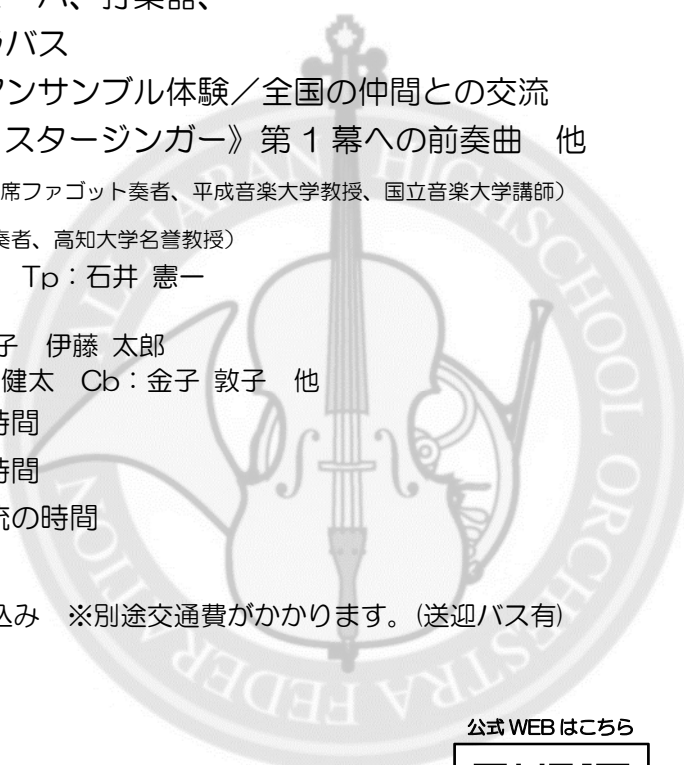 ーバ、打楽器、
ラバス
アンサンブル体験／全国の仲間との交流
スタージンガー》第1幕への前奏曲　他
席ファゴット奏者、平成音楽大学教授、国立音楽大学講師）
奏者、高知大学名誉教授）
Tp：石井 憲一
子　伊藤 太郎
健太　Cb：金子 敦子　他
時間
時間
流の時間
込み　※別途交通費がかかります。(送迎バス有)
公式WEBはこちら
ALL JAPAN HIGHSCHOOL ORCHESTRA FEDERATION